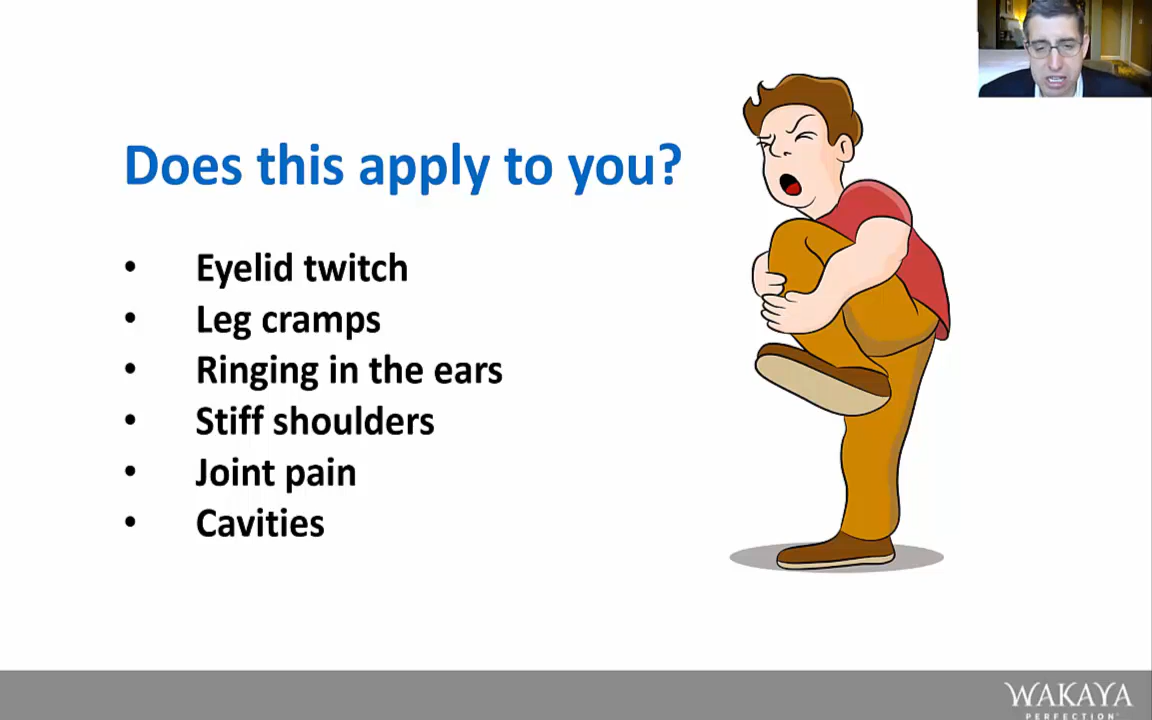 Does this apply to you?
• Eyelid twitch
• Leg cramps
• Ringing in the ears
• Stiff shoulders
• Joint pain
• Cavities
WAKAYA
PERFECTION